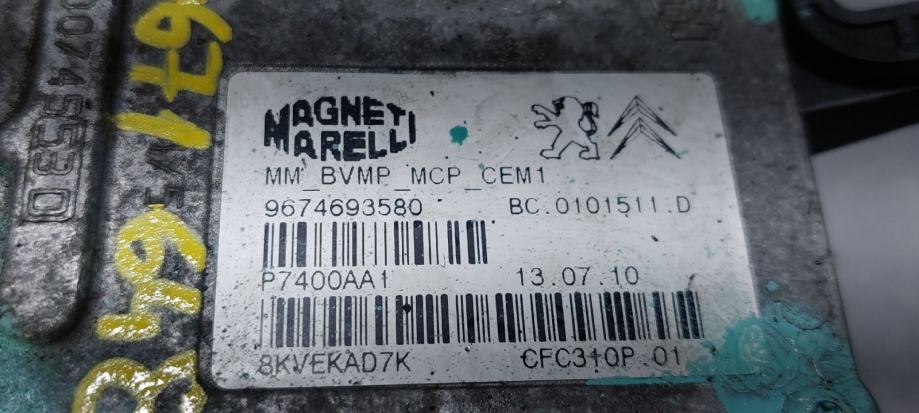 MAGNETI
MARELLI
MM_BVMP_MCP_CEM1
9674693580 BC.0101511.D
P7400AA1 13.07.10
8KVEKAD7K CFC310P.01